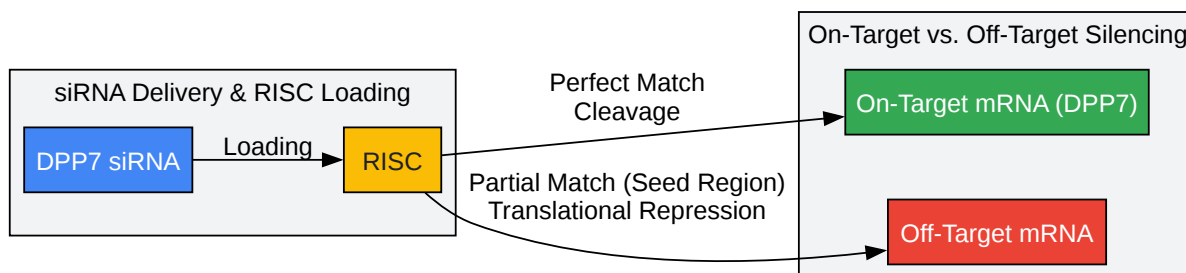 On-Target vs. Off-Target Silencing
siRNA Delivery & RISC Loading
Perfect Match
Cleavage
On-Target mRNA (DPP7)
DPP7 siRNA
Loading
RISC
Partial Match (Seed Region)
Translational Repression
Off-Target mRNA